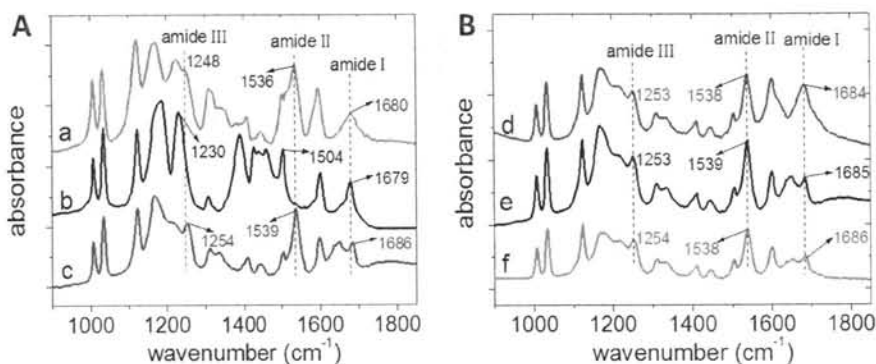 A
amide III
1248
amide II
1536
amide I
1680
a
1230
1504
1679
b
1254
1539
1686
c
absorbance
1000 1200 1400 1600 1800
wavenumber (cm⁻¹)
B
amide III
amide II
amide I
1253
1538
1684
d
1253
1539
1685
e
1254
1538
1686
f
absorbance
1000 1200 1400 1600 1800
wavenumber (cm⁻¹)